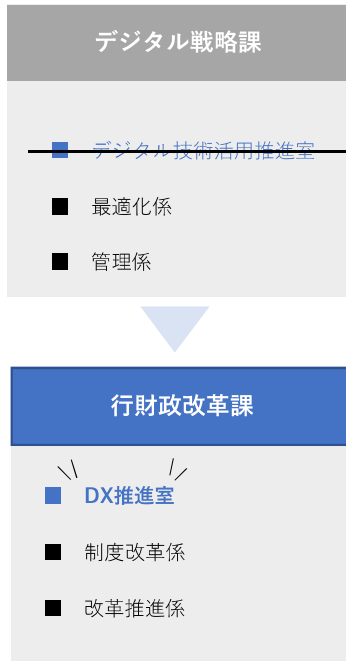 デジタル戦略課
■ デジタル技術活用推進室
■ 最適化係
■ 管理係
行財政改革課
■ DX推進室
■ 制度改革係
■ 改革推進係